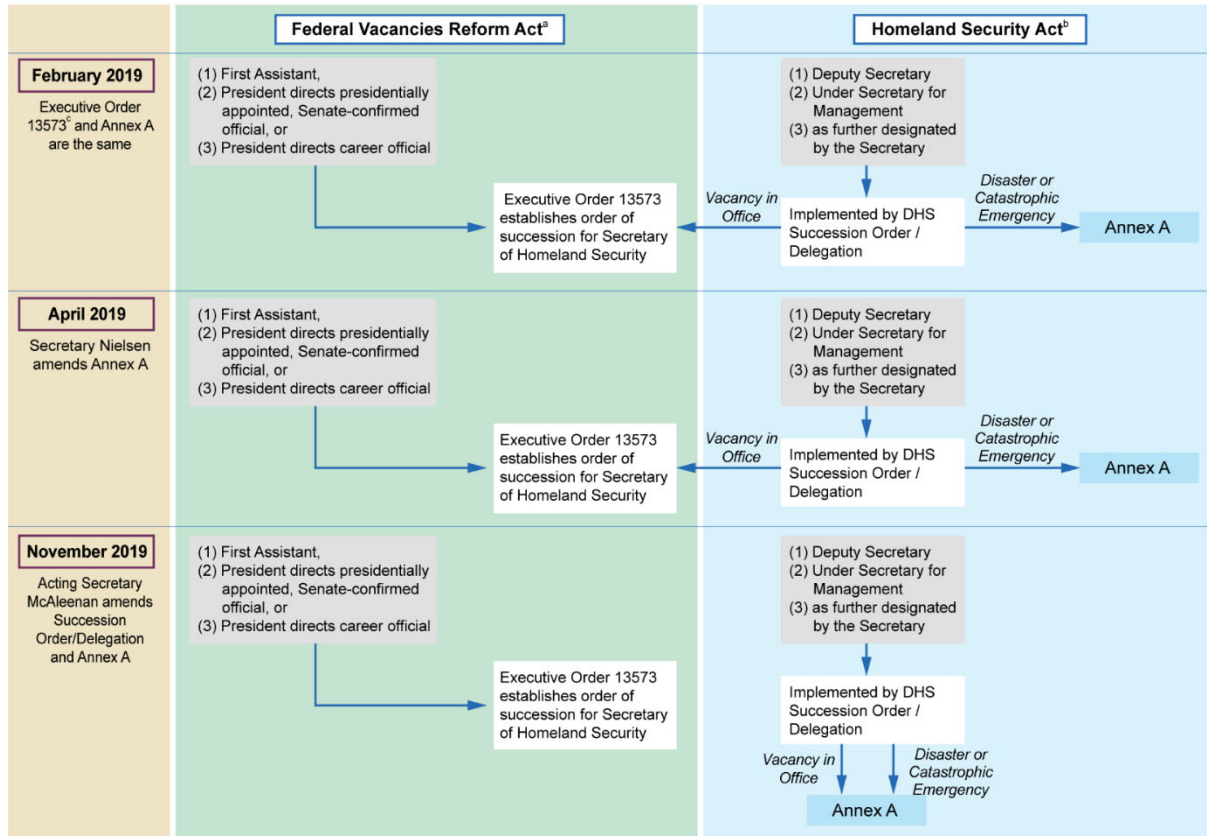 Federal Vacancies Reform Actᵃ
Homeland Security Actᵇ
February 2019
Executive Order
13573ᶜ and Annex A
are the same
(1) First Assistant,
(2) President directs presidentially
appointed, Senate-confirmed
official, or
(3) President directs career official
Executive Order 13573
establishes order of
succession for Secretary
of Homeland Security
(1) Deputy Secretary
(2) Under Secretary for
Management
(3) as further designated
by the Secretary
Vacancy in
Office
Implemented by DHS
Succession Order /
Delegation
Disaster or
Catastrophic
Emergency
Annex A
April 2019
Secretary Nielsen
amends Annex A
(1) First Assistant,
(2) President directs presidentially
appointed, Senate-confirmed
official, or
(3) President directs career official
Executive Order 13573
establishes order of
succession for Secretary
of Homeland Security
(1) Deputy Secretary
(2) Under Secretary for
Management
(3) as further designated
by the Secretary
Vacancy in
Office
Implemented by DHS
Succession Order /
Delegation
Disaster or
Catastrophic
Emergency
Annex A
November 2019
Acting Secretary
McAleenan amends
Succession
Order/Delegation
and Annex A
(1) First Assistant,
(2) President directs presidentially
appointed, Senate-confirmed
official, or
(3) President directs career official
Executive Order 13573
establishes order of
succession for Secretary
of Homeland Security
(1) Deputy Secretary
(2) Under Secretary for
Management
(3) as further designated
by the Secretary
Implemented by DHS
Succession Order /
Delegation
Vacancy in
Office
Disaster or
Catastrophic
Emergency
Annex A